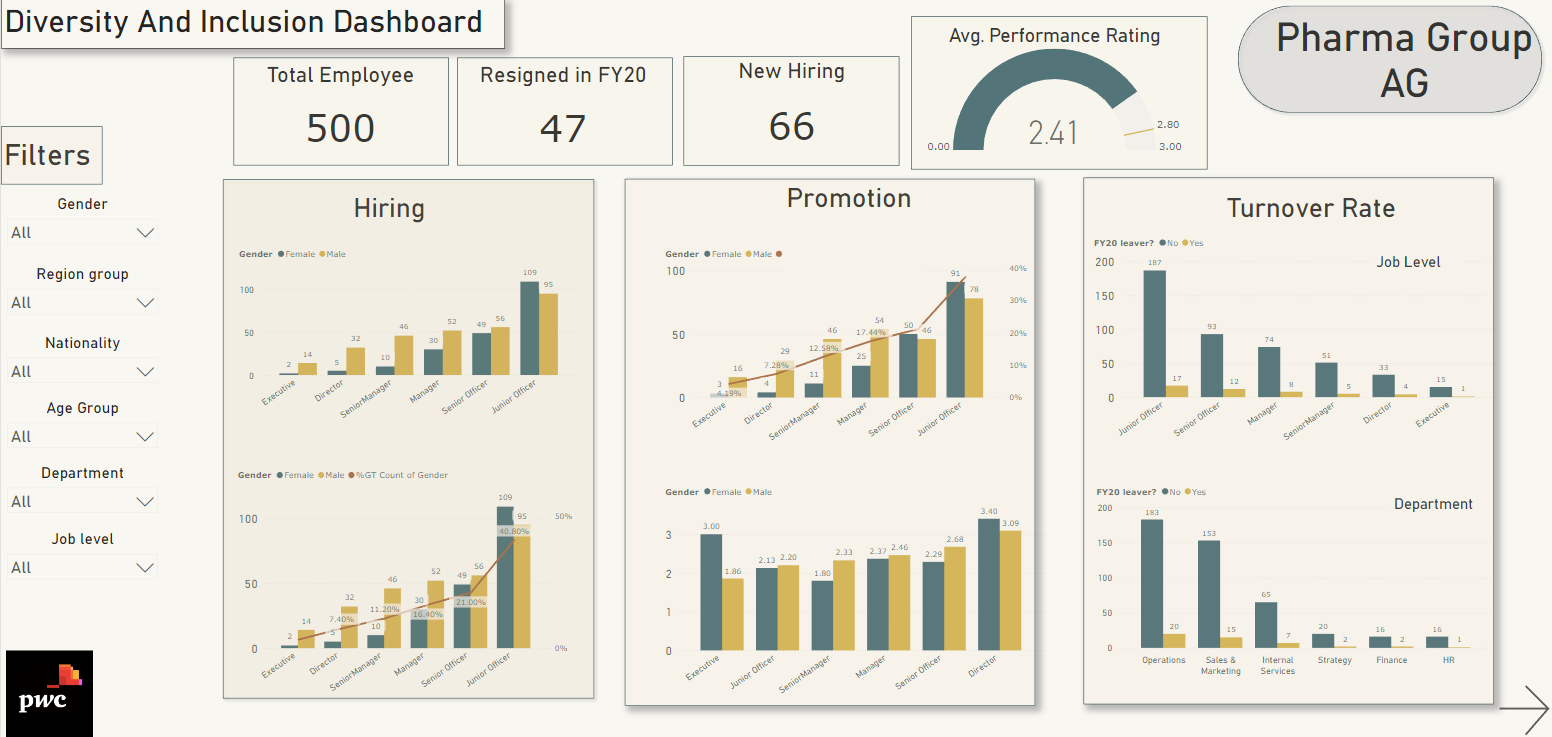 Diversity And Inclusion Dashboard
Total Employee
500
Resigned in FY20
47
New Hiring
66
Avg. Performance Rating
2.41
0.00
2.80
3.00
Pharma Group
AG
Filters
Gender
All
Region group
All
Nationality
All
Age Group
All
Department
All
Job level
All
pwc
Hiring
Gender Female Male
100
50
0
2 14 5 32 10 46 30 52 49 56 109 95
Executive Director SeniorManager Manager Senior Officer Junior Officer
Gender Female Male %GT Count of Gender
100
50
0
50%
0%
2 14 5 32 10 46 30 52 49 56 109 95
7.40% 11.20% 16.40% 21.00% 40.80%
Executive Director SeniorManager Manager Senior Officer Junior Officer
Promotion
Gender Female Male
100
50
0
40%
30%
20%
10%
0%
3 16 4 29 11 46 25 54 50 46 91 78
4.19% 7.28% 12.58% 17.44%
Executive Director SeniorManager Manager Senior Officer Junior Officer
Gender Female Male
3
2
1
0
3.00 1.86 2.13 2.20 1.80 2.33 2.37 2.46 2.29 2.68 3.40 3.09
Executive Junior Officer SeniorManager Manager Senior Officer Director
Turnover Rate
FY20 leaver? No Yes
Job Level
200
150
100
50
0
187 17 93 12 74 8 51 5 33 4 15 1
Junior Officer Senior Officer Manager SeniorManager Director Executive
FY20 leaver? No Yes
Department
200
150
100
50
0
183 20 153 15 65 7 20 2 16 2 16 1
Operations Sales & Internal Strategy Finance HR
Marketing Services